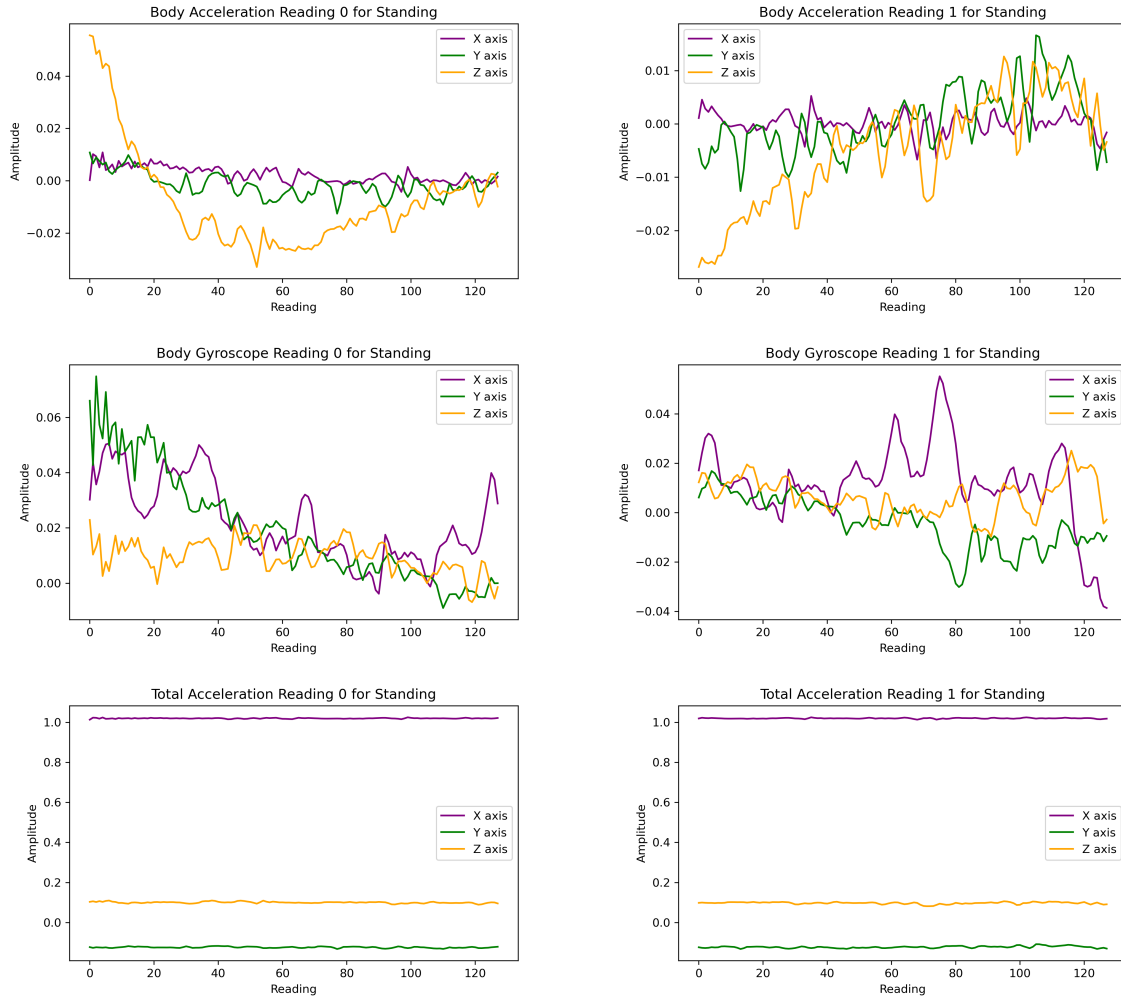 Body Acceleration Reading 0 for Standing
Amplitude
0.04
0.02
0.00
−0.02
X axis
Y axis
Z axis
0 20 40 60 80 100 120
Reading
Body Acceleration Reading 1 for Standing
Amplitude
0.01
0.00
−0.01
−0.02
X axis
Y axis
Z axis
0 20 40 60 80 100 120
Reading
Body Gyroscope Reading 0 for Standing
Amplitude
0.06
0.04
0.02
0.00
X axis
Y axis
Z axis
0 20 40 60 80 100 120
Reading
Body Gyroscope Reading 1 for Standing
Amplitude
0.04
0.02
0.00
−0.02
−0.04
X axis
Y axis
Z axis
0 20 40 60 80 100 120
Reading
Total Acceleration Reading 0 for Standing
Amplitude
1.0
0.8
0.6
0.4
0.2
0.0
X axis
Y axis
Z axis
0 20 40 60 80 100 120
Reading
Total Acceleration Reading 1 for Standing
Amplitude
1.0
0.8
0.6
0.4
0.2
0.0
X axis
Y axis
Z axis
0 20 40 60 80 100 120
Reading